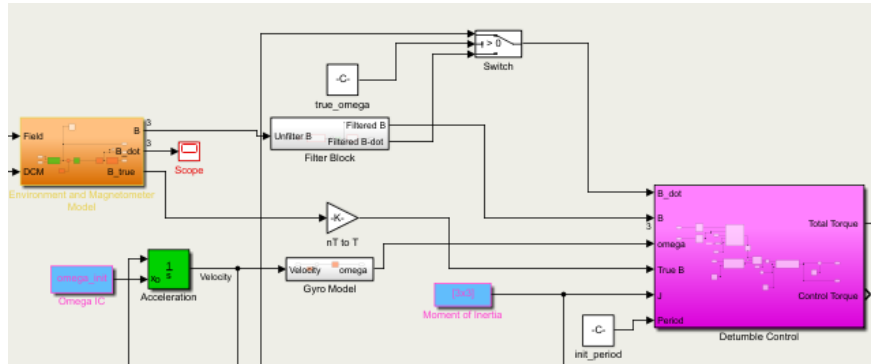 > 0
Switch
-C-
true_omega
Field
DCM
3
B
3
B_dot
B_true
Environment and Magnetometer
Model
Scope
Unfilter B
Filtered B
Filtered B-dot
Filter Block
-K-
nT to T
omega_init
Omega IC
1
s
xo
Acceleration
Velocity
Velocity
omega
Gyro Model
[3x3]
Moment of Inertia
-C-
init_period
B_dot
B
3
omega
True B
J
Period
Total Torque
Control Torque
Detumble Control